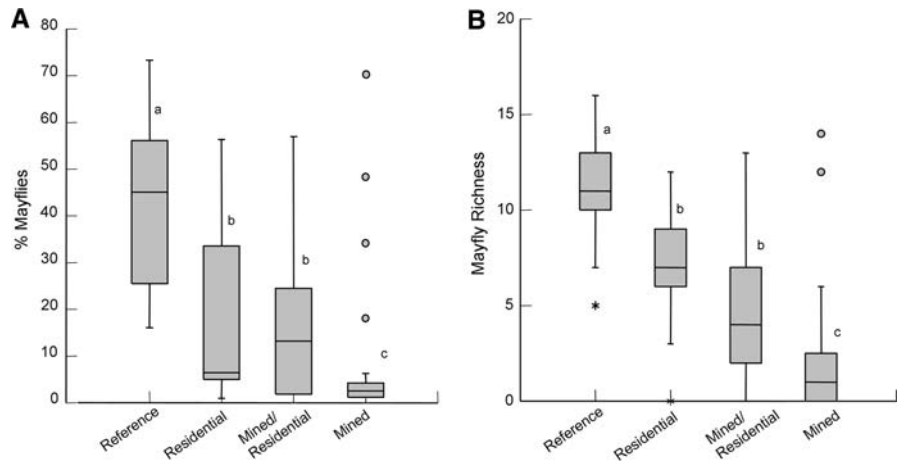 A
B
% Mayflies
80
70
60
50
40
30
20
10
0
a
b
b
c
Reference
Residential
Mined/
Residential
Mined
Mayfly Richness
20
15
10
5
0
a
b
b
c
Reference
Residential
Mined/
Residential
Mined